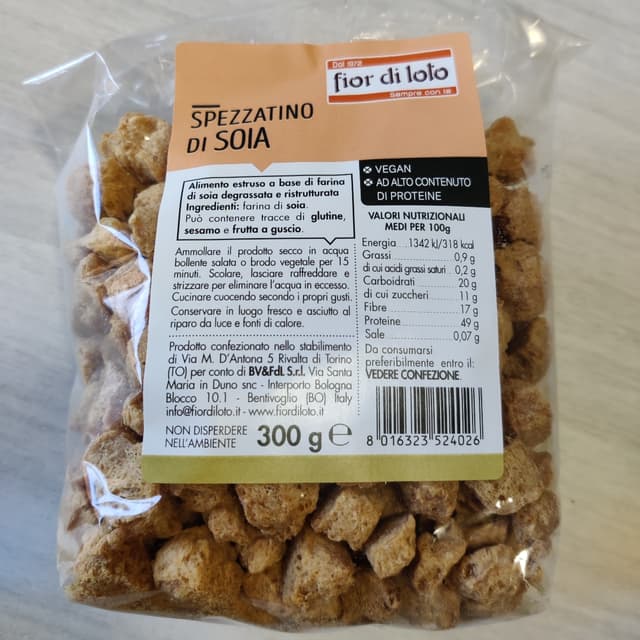 Dal 1972
fior di loto
Sempre con te
SPEZZATINO
DI SOIA
VEGAN
AD ALTO CONTENUTO
DI PROTEINE
Alimento estruso a base di farina
di soia degrassata e ristrutturata
Ingredienti: farina di soia.
Può contenere tracce di glutine,
sesamo e frutta a guscio.
Ammollare il prodotto secco in acqua
bollente salata o brodo vegetale per 15
minuti. Scolare, lasciare raffreddare e
strizzare per eliminare l'acqua in eccesso.
Cucinare cuocendo secondo i propri gusti.
Conservare in luogo fresco e asciutto al
riparo da luce e fonti di calore.
VALORI NUTRIZIONALI
MEDI PER 100g
Energia 1342 kJ/318 kcal
Grassi 0,9 g
di cui acidi grassi saturi 0,2 g
Carboidrati 20 g
di cui zuccheri 11 g
Fibre 17 g
Proteine 49 g
Sale 0,07 g
Da consumarsi
preferibilmente entro il:
VEDERE CONFEZIONE.
Prodotto confezionato nello stabilimento
di Via M. D'Antona 5 Rivalta di Torino
(TO) per conto di BV&FdL S.r.l. Via Santa
Maria in Duno snc - Interporto Bologna
Blocco 10.1 - Bentivoglio (BO) Italy
info@fiordiloto.it - www.fiordiloto.it
NON DISPERDERE
NELL'AMBIENTE
300 g e
8 016323 524026